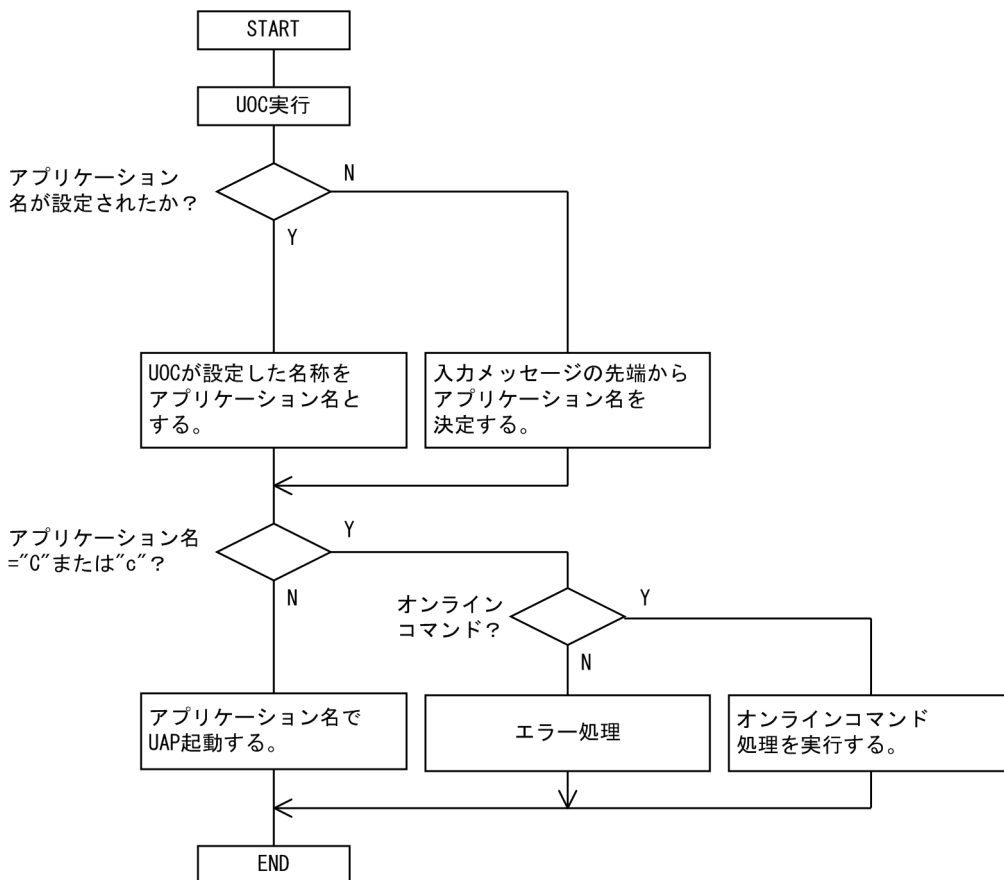 START
UOC実行
アプリケーション
名が設定されたか？
N
Y
UOCが設定した名称を
アプリケーション名と
する。
入力メッセージの先端から
アプリケーション名を
決定する。
アプリケーション名
="C"または"c"？
Y
N
オンライン
コマンド？
Y
N
アプリケーション名で
UAP起動する。
エラー処理
オンラインコマンド
処理を実行する。
END